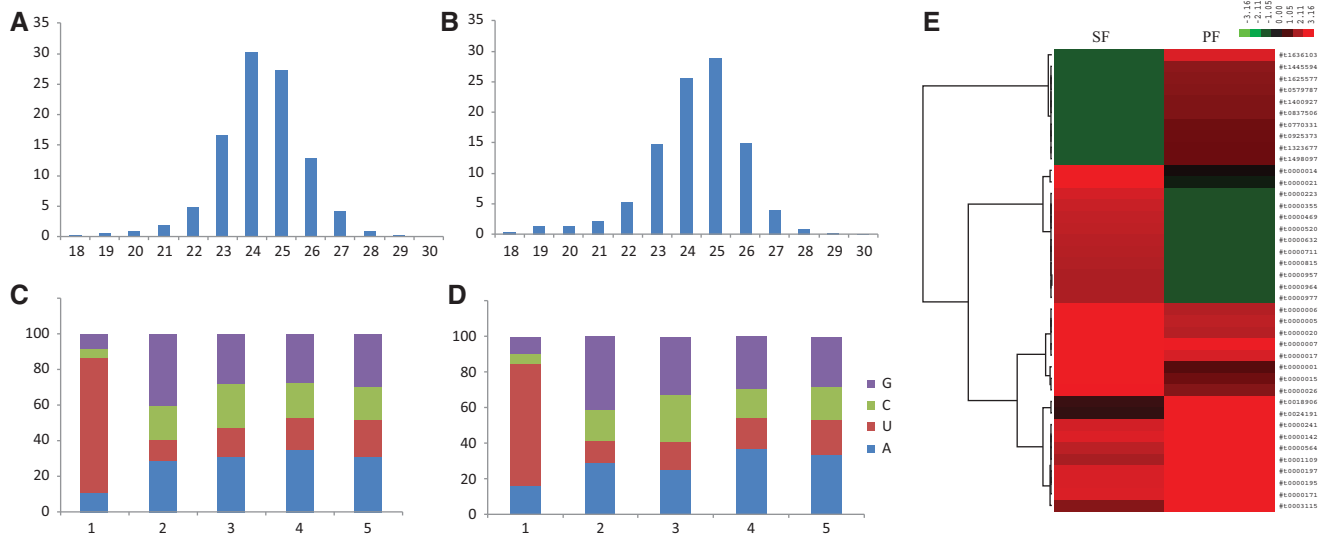 A
35
30
25
20
15
10
5
0
18 19 20 21 22 23 24 25 26 27 28 29 30
B
35
30
25
20
15
10
5
0
18 19 20 21 22 23 24 25 26 27 28 29 30
C
100
80
60
40
20
0
1 2 3 4 5
D
100
80
60
40
20
0
1 2 3 4 5
G
C
U
A
E
-3.16
-2.11
-1.05
0.00
1.05
2.11
3.16
SF PF
#t1636103
#t1445594
#t1625577
#t0579787
#t1400927
#t0837506
#t0770331
#t0925373
#t1323677
#t1498097
#t0000014
#t0000021
#t0000223
#t0000355
#t0000469
#t0000520
#t0000632
#t0000711
#t0000815
#t0000957
#t0000964
#t0000977
#t0000006
#t0000005
#t0000020
#t0000007
#t0000017
#t0000001
#t0000015
#t0000026
#t0018906
#t0024191
#t0000241
#t0000142
#t0000564
#t0001109
#t0000197
#t0000195
#t0000171
#t0003115